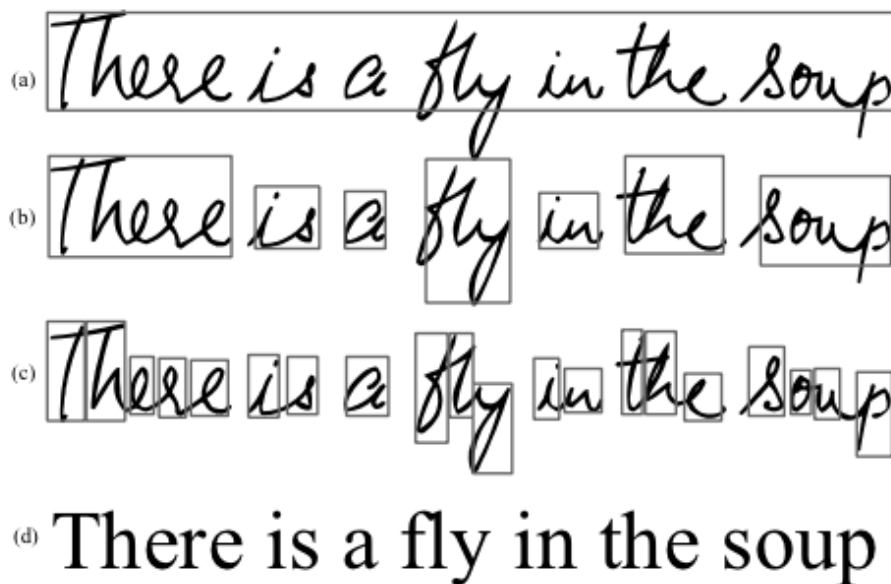 (a) There is a fly in the soup
(b) There is a fly in the soup
(c) There is a fly in the soup
(d) There is a fly in the soup